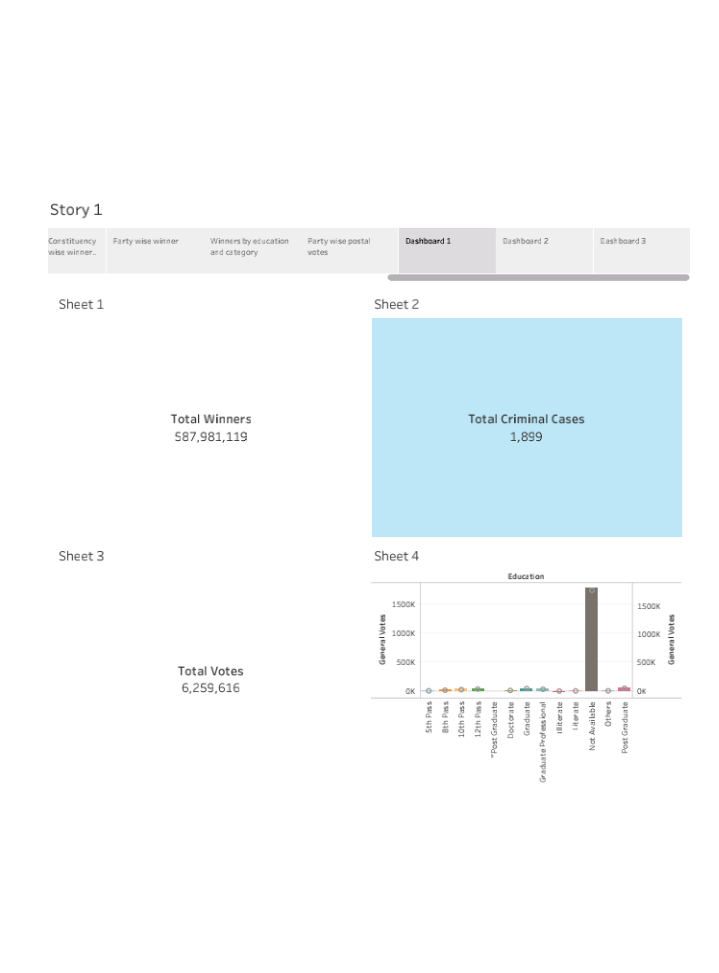 Story 1
Constituency
wise winner..
Party wise winner
Winners by education
and category
Party wise postal
votes
Dashboard 1
Dashboard 2
Dashboard 3
Sheet 1
Total Winners
587,981,119
Sheet 2
Total Criminal Cases
1,899
Sheet 3
Total Votes
6,259,616
Sheet 4
Education
General Votes
1500K
1000K
500K
0K
1500K
1000K
500K
0K
General Votes
5th Pass
8th Pass
10th Pass
12th Pass
"Post Graduate
Doctorate
Graduate
Graduate Professional
Illiterate
Literate
Not Available
Others
Post Graduate